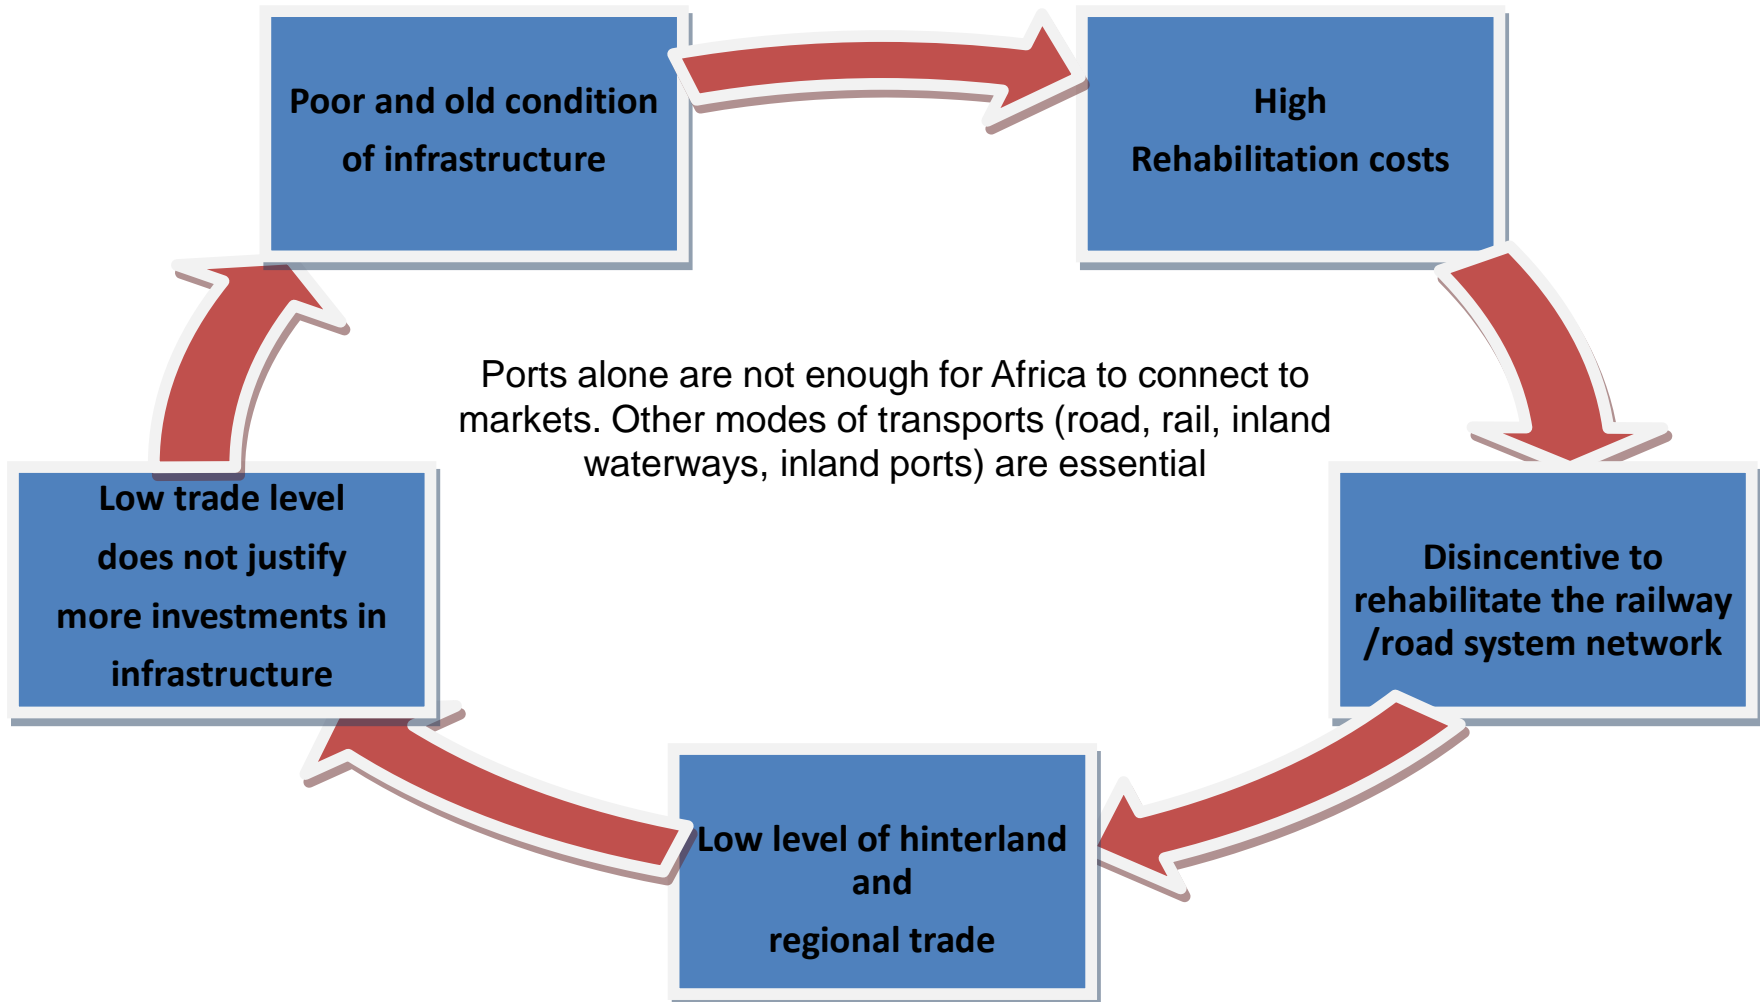 Poor and old condition
of infrastructure
High
Rehabilitation costs
Ports alone are not enough for Africa to connect to
markets. Other modes of transports (road, rail, inland
waterways, inland ports) are essential
Low trade level
does not justify
more investments in
infrastructure
Disincentive to
rehabilitate the railway
/road system network
Low level of hinterland
and
regional trade